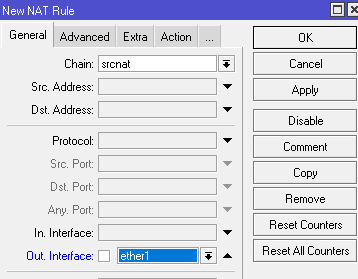 New NAT Rule
General Advanced Extra Action ...
Chain: srcnat
Src. Address:
Dst. Address:
Protocol:
Src. Port:
Dst. Port:
Any. Port:
In. Interface:
Out. Interface: ether1
OK
Cancel
Apply
Disable
Comment
Copy
Remove
Reset Counters
Reset All Counters